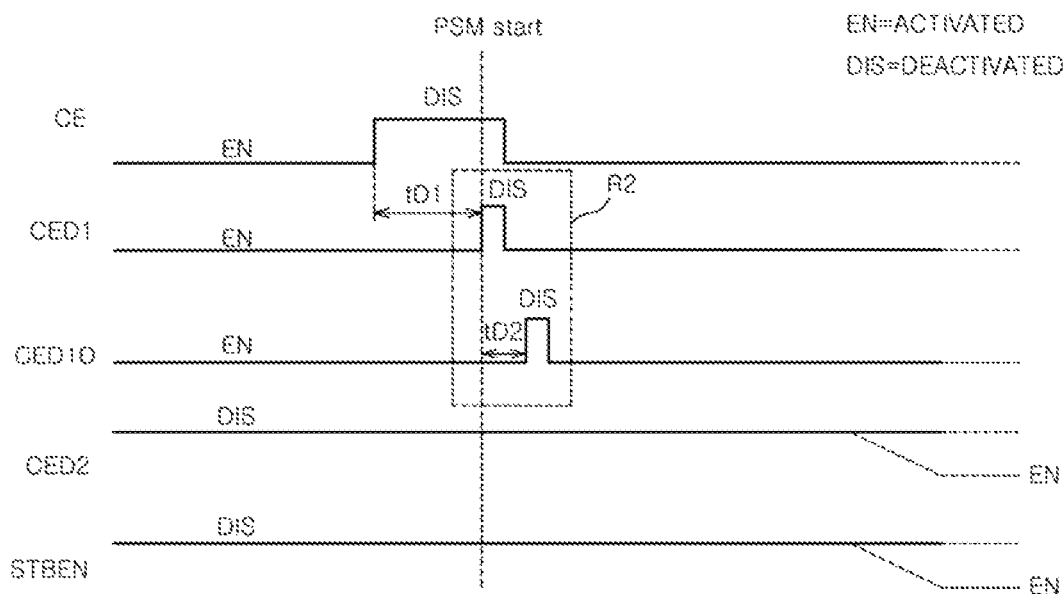 PSM start
EN=ACTIVATED
DIS=DEACTIVATED
CE
EN
DIS
R2
CED1
EN
tD1
DIS
CED1D
EN
tD2
DIS
CED2
DIS
EN
STBEN
DIS
EN